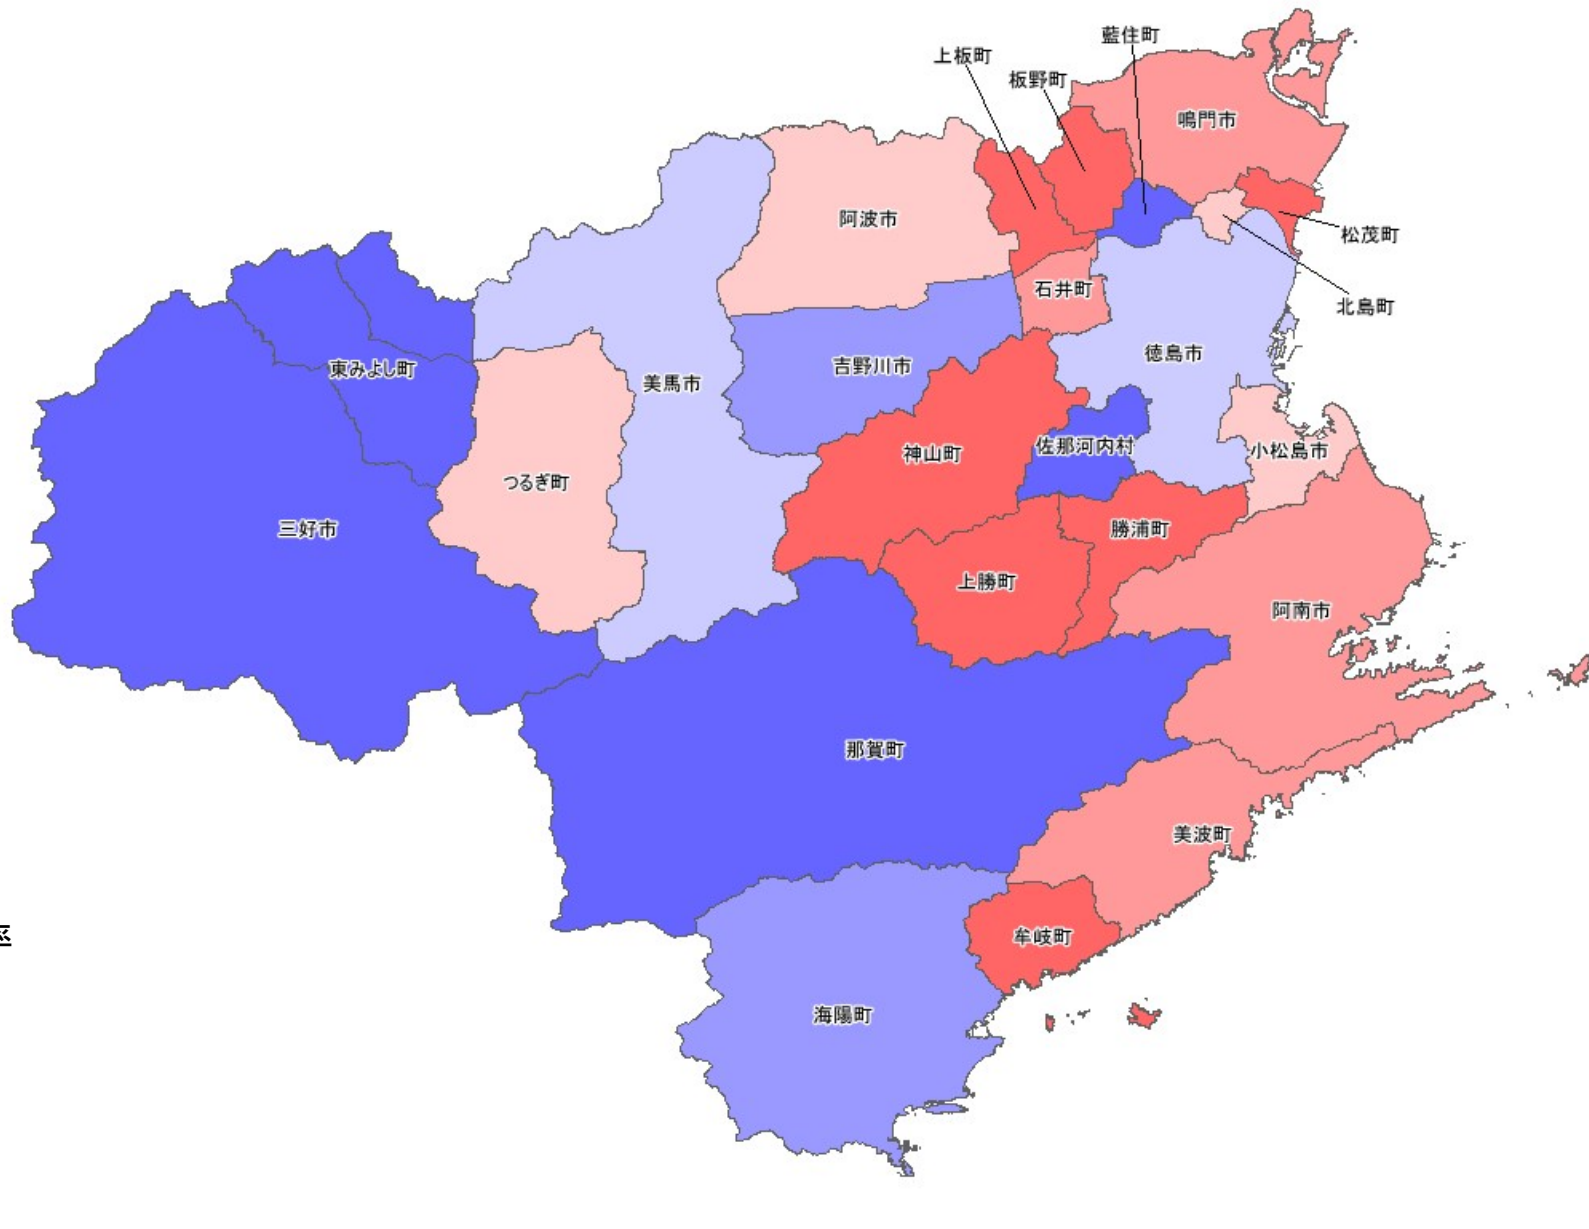 藍住町
上板町
板野町
鳴門市
阿波市
松茂町
石井町
北島町
徳島市
吉野川市
東みよし町
美馬市
佐那河内村
小松島市
神山町
つるぎ町
三好市
勝浦町
上勝町
阿南市
那賀町
美波町
牟岐町
海陽町